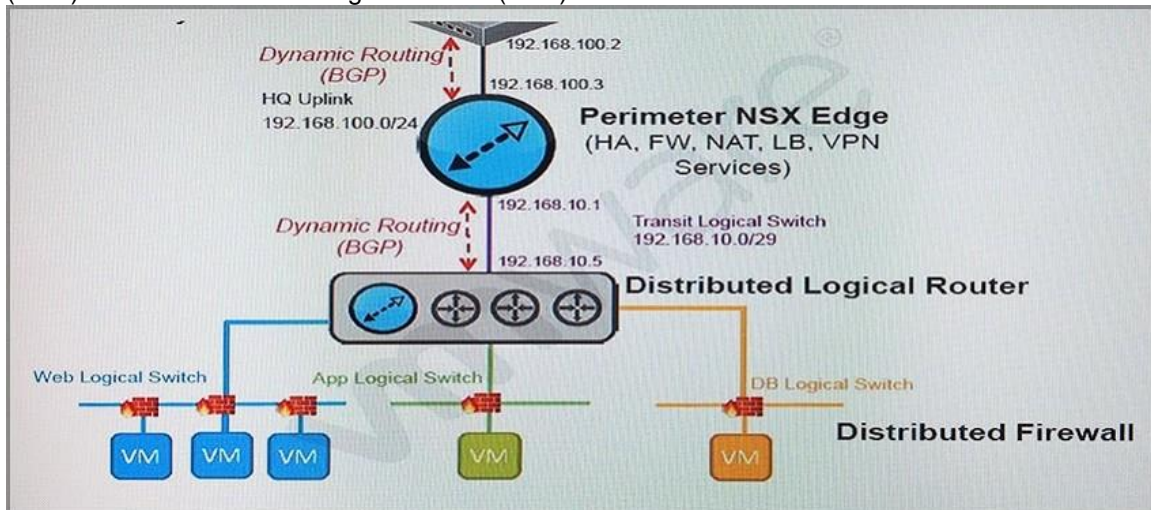 192.168.100.2
Dynamic Routing
(BGP)
192.168.100.3
HQ Uplink
192.168.100.0/24
Perimeter NSX Edge
(HA, FW, NAT, LB, VPN
Services)
192.168.10.1
Dynamic Routing
(BGP)
Transit Logical Switch
192.168.10.0/29
192.168.10.5
Distributed Logical Router
Web Logical Switch
App Logical Switch
DB Logical Switch
Distributed Firewall
VM
VM
VM
VM
VM
vmware®